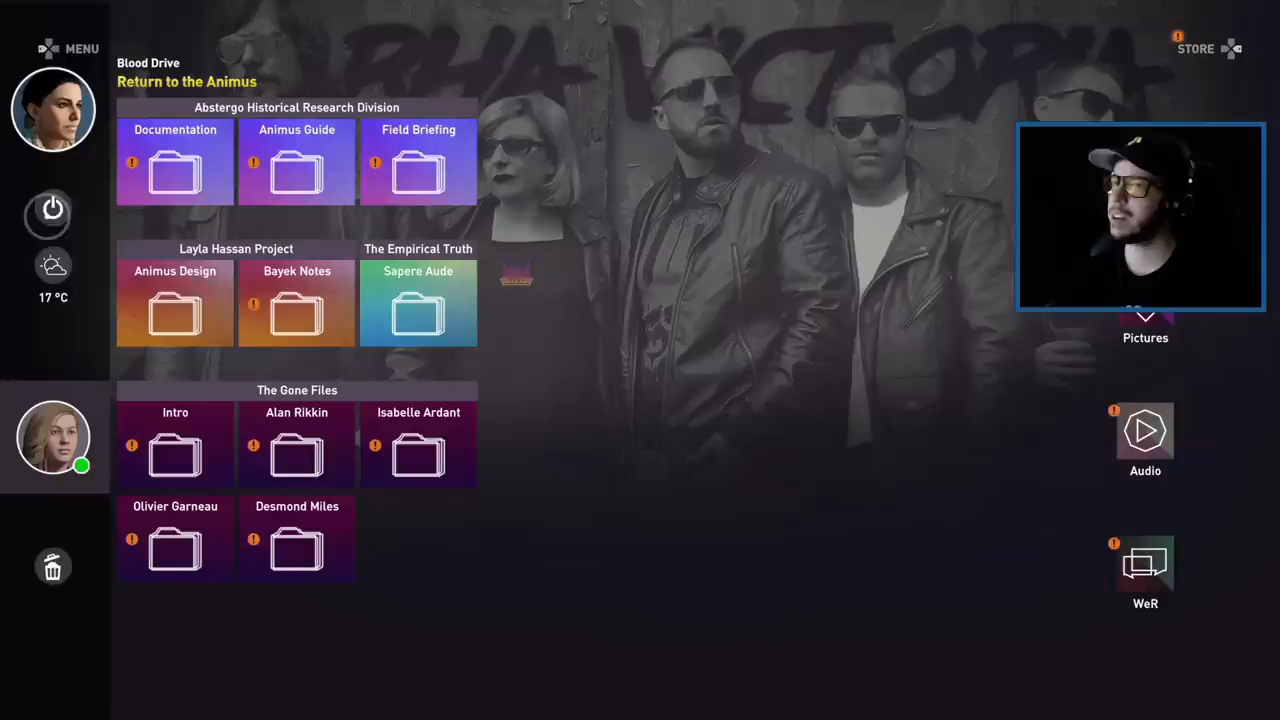 MENU
STORE
Blood Drive
Return to the Animus
Abstergo Historical Research Division
Documentation
Animus Guide
Field Briefing
Layla Hassan Project
The Empirical Truth
Animus Design
Bayek Notes
Sapere Aude
17 °C
Pictures
The Gone Files
Intro
Alan Rikkin
Isabelle Ardant
Audio
Olivier Garneau
Desmond Miles
WeR